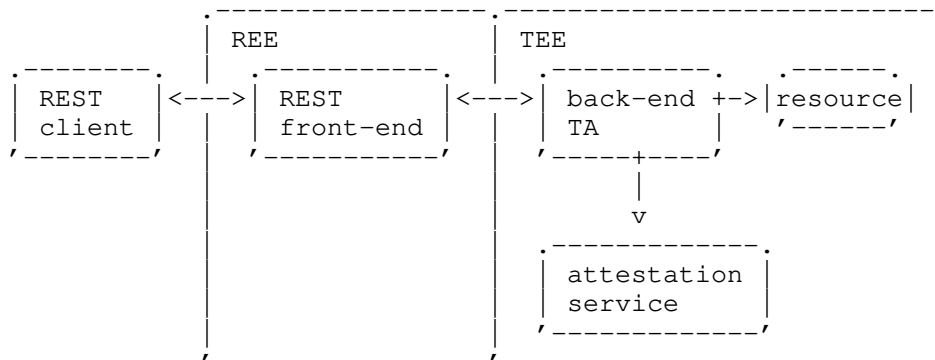 REE TEE
REST REST back-end resource
client front-end TA
attestation
service